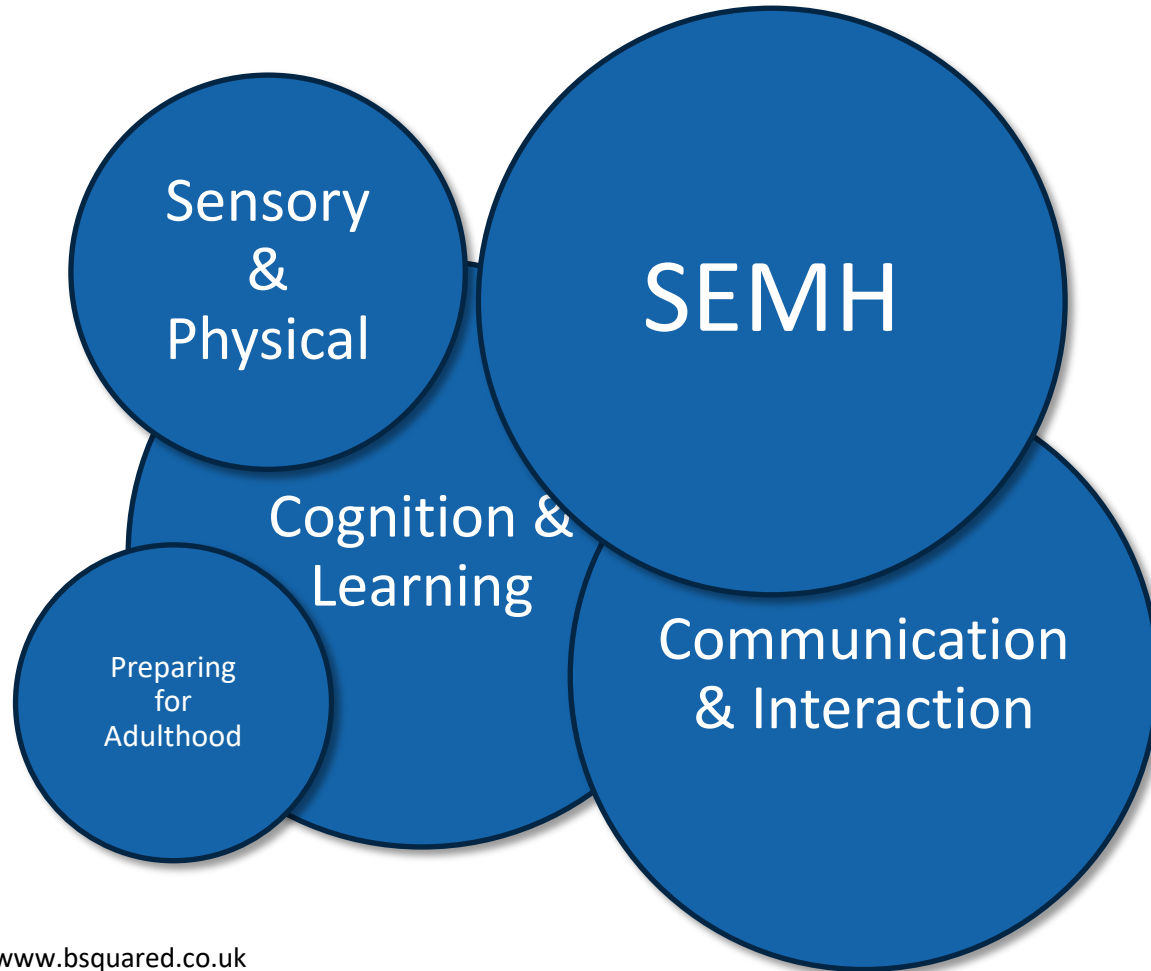 Sensory
&
Physical
SEMH
Cognition &
Learning
Communication
& Interaction
Preparing
for
Adulthood
www.bsquared.co.uk